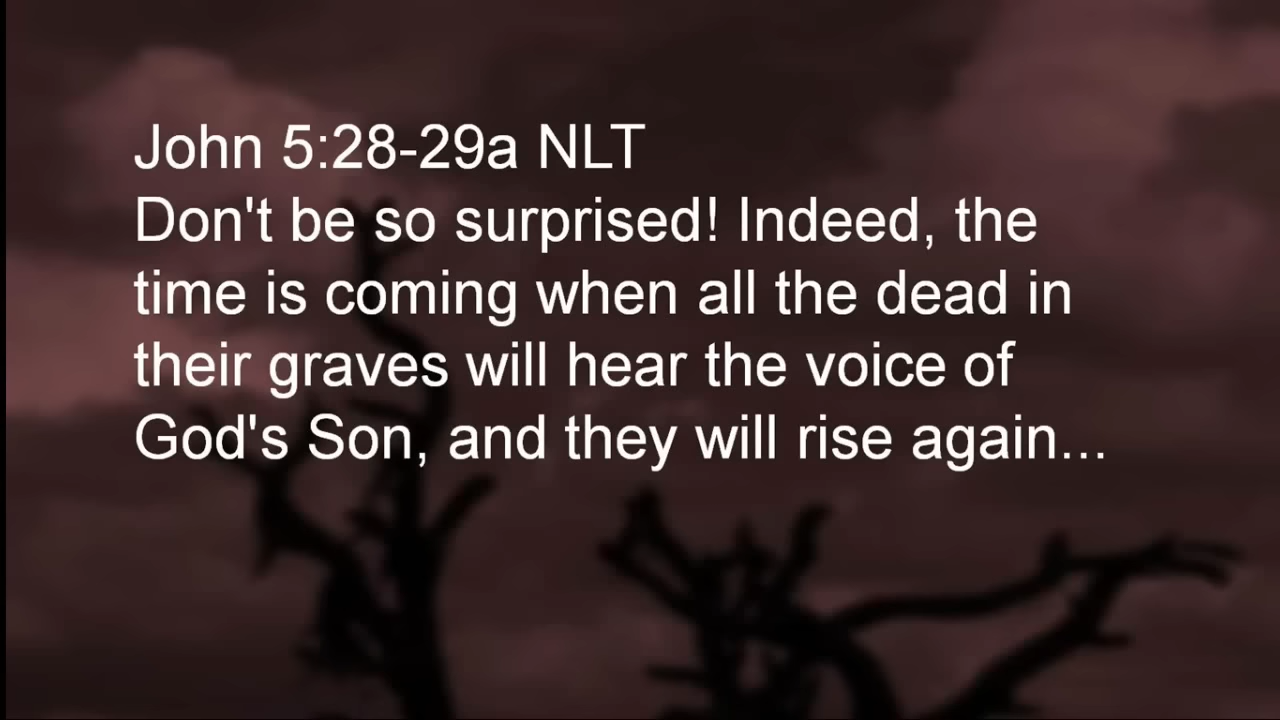 John 5:28-29a NLT
Don't be so surprised! Indeed, the
time is coming when all the dead in
their graves will hear the voice of
God's Son, and they will rise again...